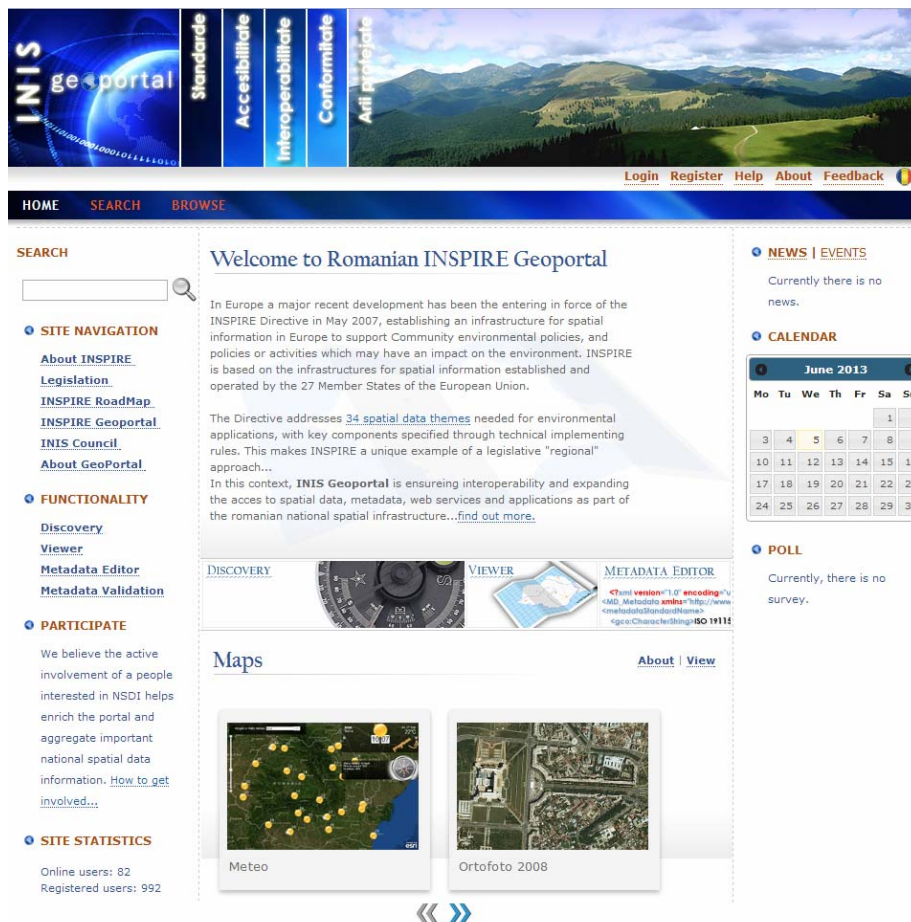 INIS
geoportal
Standarde
Accesibilitate
Interoperabilitate
Conformitate
Arii protejate
Login Register Help About Feedback
HOME SEARCH BROWSE
SEARCH
SITE NAVIGATION
About INSPIRE
Legislation
INSPIRE RoadMap
INSPIRE Geoportal
INIS Council
About GeoPortal
FUNCTIONALITY
Discovery
Viewer
Metadata Editor
Metadata Validation
PARTICIPATE
We believe the active
involvement of a people
interested in NSDI helps
enrich the portal and
aggregate important
national spatial data
information. How to get
involved...
SITE STATISTICS
Online users: 82
Registered users: 992
Welcome to Romanian INSPIRE Geoportal
In Europe a major recent development has been the entering in force of the
INSPIRE Directive in May 2007, establishing an infrastructure for spatial
information in Europe to support Community environmental policies, and
policies or activities which may have an impact on the environment. INSPIRE
is based on the infrastructures for spatial information established and
operated by the 27 Member States of the European Union.
The Directive addresses 34 spatial data themes needed for environmental
applications, with key components specified through technical implementing
rules. This makes INSPIRE a unique example of a legislative "regional"
approach...
In this context, INIS Geoportal is ensureing interoperability and expanding
the acces to spatial data, metadata, web services and applications as part of
the romanian national spatial infrastructure...find out more.
DISCOVERY
VIEWER
METADATA EDITOR
<?xml version="1.0" encoding="u
<MD_Metadata xmlns="http://www
<metadataStandardName>
<gco:CharacterString>ISO 19115
Maps
About | View
Meteo
Ortofoto 2008
NEWS | EVENTS
Currently there is no
news.
CALENDAR
June 2013
Mo Tu We Th Fr Sa
1
3 4 5 6 7 8
10 11 12 13 14 15
17 18 19 20 21 22
24 25 26 27 28 29
POLL
Currently, there is no
survey.